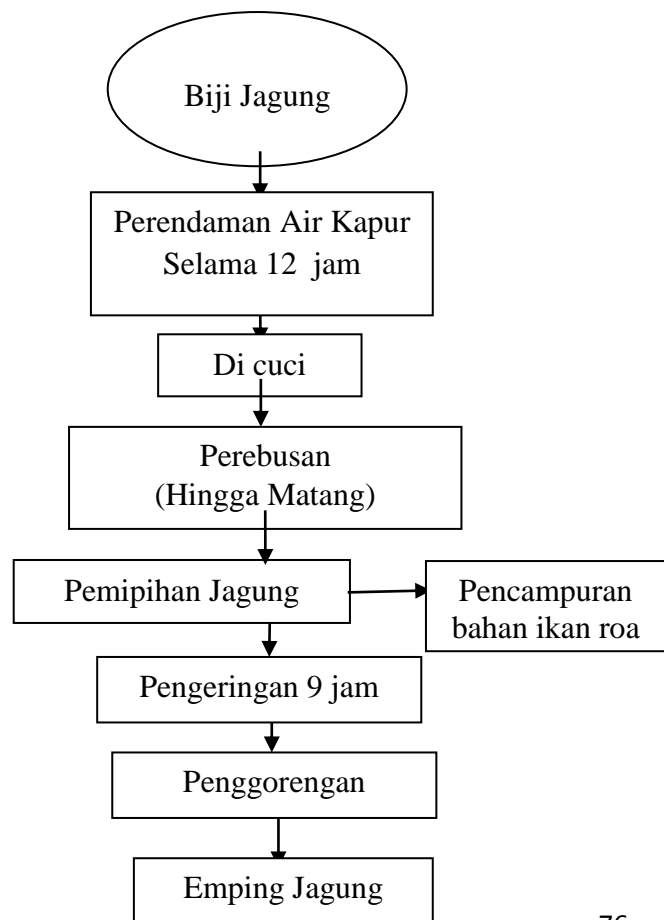 Biji Jagung
Perendaman Air Kapur
Selama 12 jam
Di cuci
Perebusan
(Hingga Matang)
Pemipihan Jagung
Pencampuran
bahan ikan roa
Pengeringan 9 jam
Penggorengan
Emping Jagung